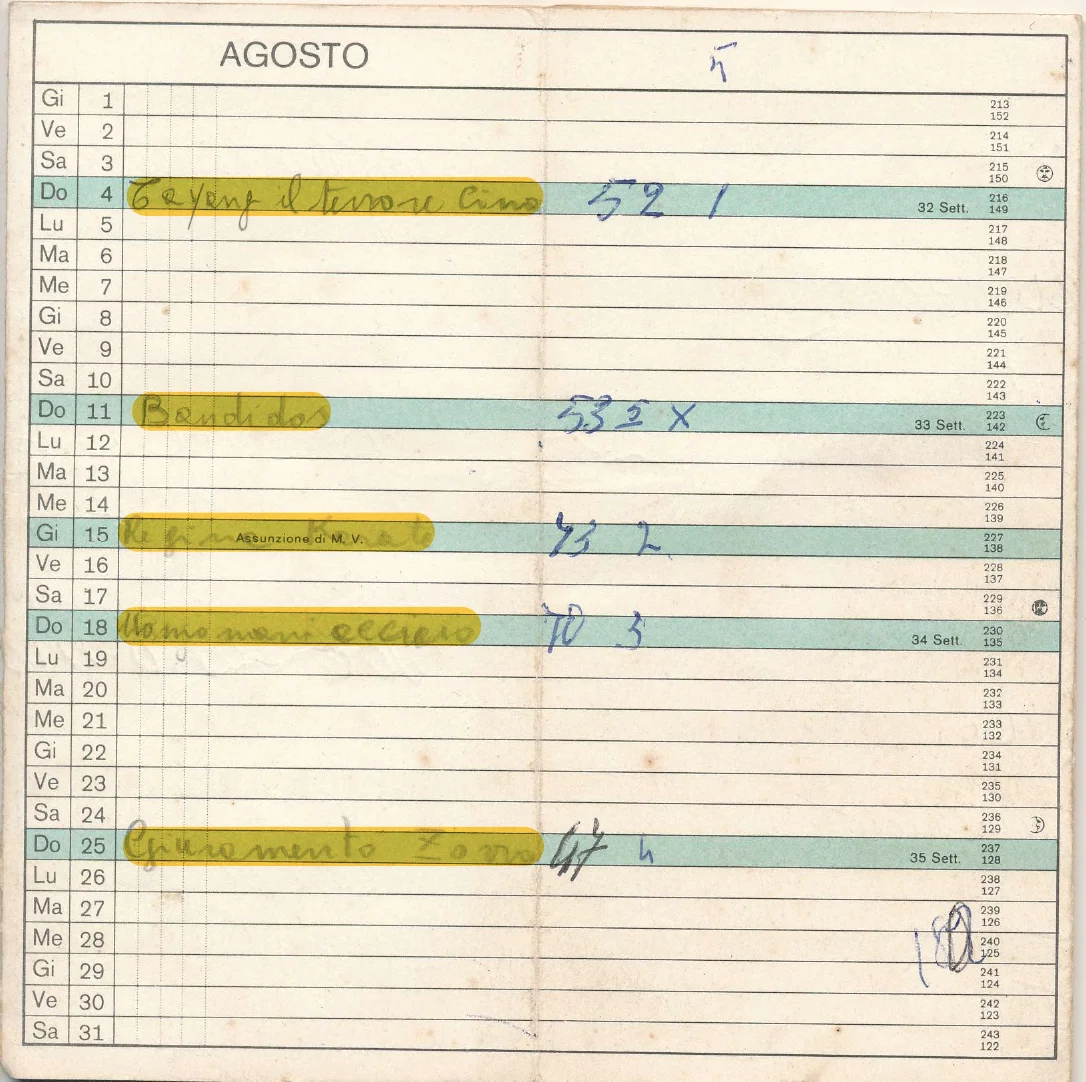 AGOSTO 5
Gi 1 213 152
Ve 2 214 151
Sa 3 215 150
Do 4 Tayang il terrore Cina 52 1 32 Sett. 216 149
Lu 5 217 148
Ma 6 218 147
Me 7 219 146
Gi 8 220 145
Ve 9 221 144
Sa 10 222 143
Do 11 Bandidos 53 X 33 Sett. 223 142
Lu 12 224 141
Ma 13 225 140
Me 14 226 139
Gi 15 Regina Karate Assunzione di M. V. 2 227 138
Ve 16 228 137
Sa 17 229 136
Do 18 acciaio 70 3 34 Sett. 230 135
Lu 19 231 134
Ma 20 232 133
Me 21 233 132
Gi 22 234 131
Ve 23 235 130
Sa 24 236 129
Do 25 Giuramento Zorro 47 4 35 Sett. 237 128
Lu 26 238 127
Ma 27 239 126
Me 28 240 125
Gi 29 241 124
Ve 30 242 123
Sa 31 243 122